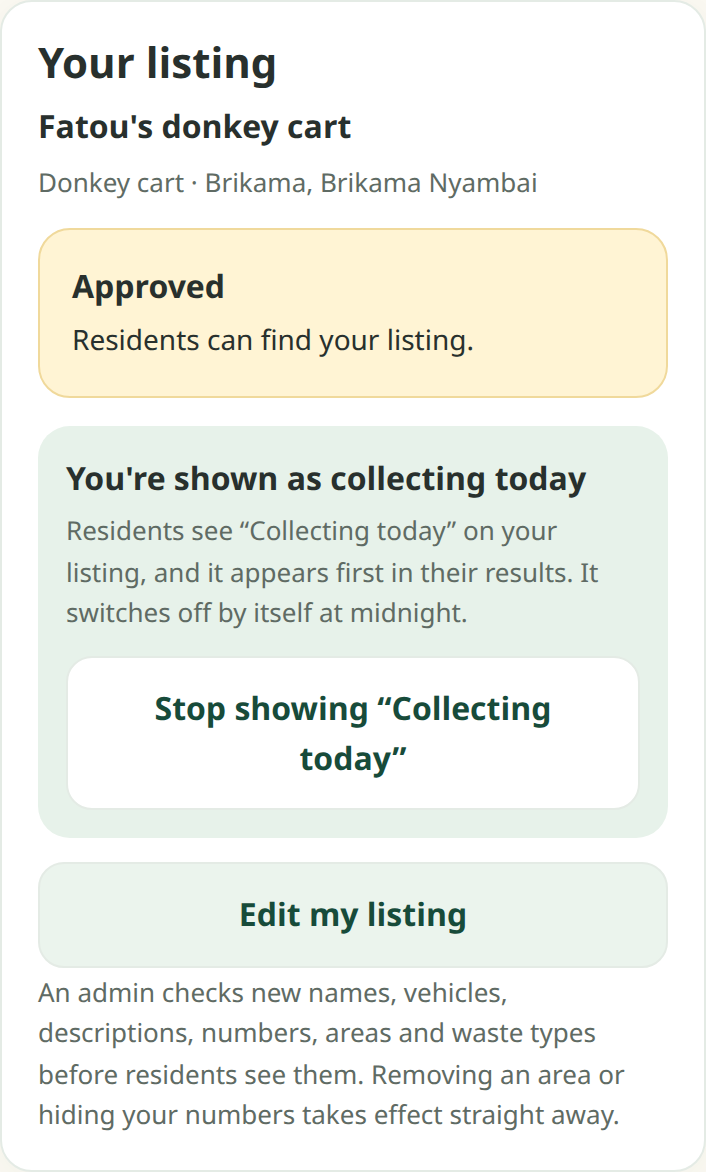 Your listing
Fatou's donkey cart
Donkey cart · Brikama, Brikama Nyambai
Approved
Residents can find your listing.
You're shown as collecting today
Residents see “Collecting today” on your
listing, and it appears first in their results. It
switches off by itself at midnight.
Stop showing “Collecting
today”
Edit my listing
An admin checks new names, vehicles,
descriptions, numbers, areas and waste types
before residents see them. Removing an area or
hiding your numbers takes effect straight away.